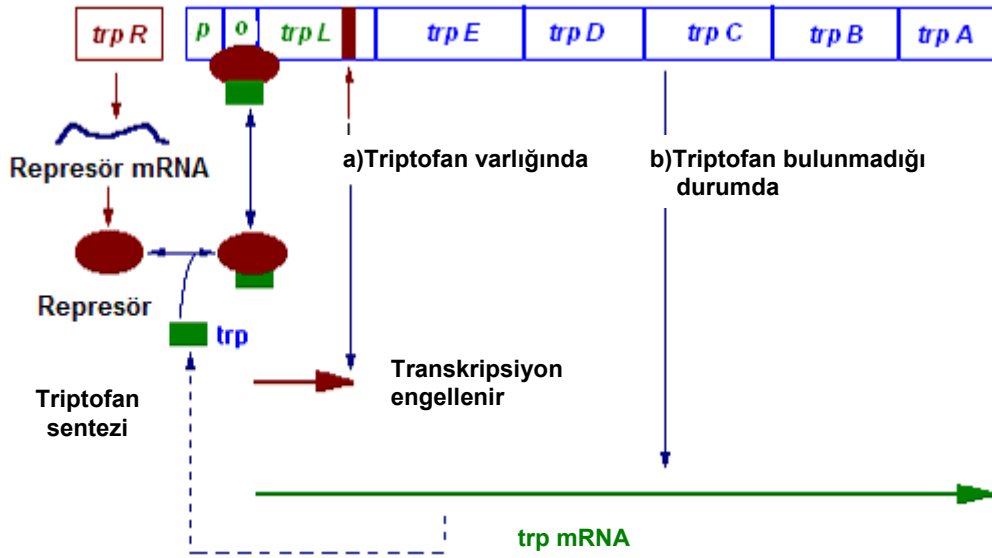 trp R
p
o
trp L
trp E
trp D
trp C
trp B
trp A
Represör mRNA
a)Triptofan varlığında
b)Triptofan bulunmadığı
durumda
Represör
trp
Triptofan
sentezi
Transkripsiyon
engellenir
trp mRNA